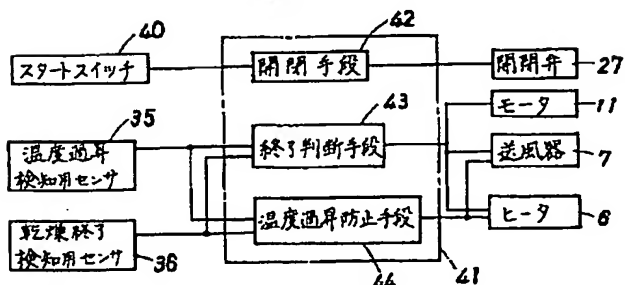 40
42
スタートスイッチ
開閉手段
開閉弁
27
43
モータ
11
35
温度過昇
検知用センサ
終了判断手段
送風器
7
乾燥終了
検知用センサ
温度過昇防止手段
ヒータ
6
36
44
41